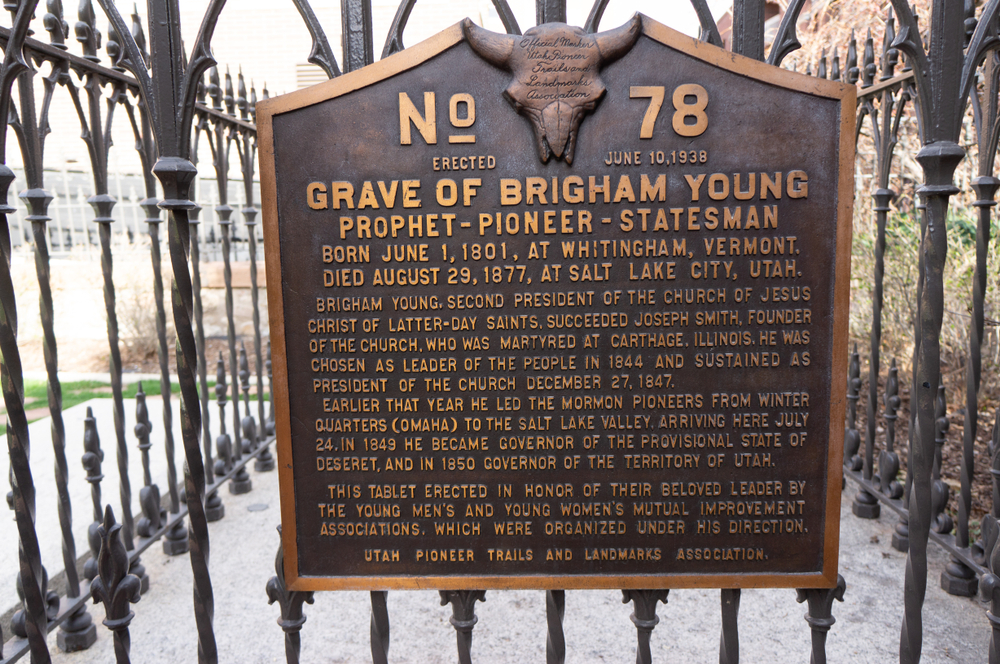 Official Marker
Utah Pioneer
Trails and
Landmarks
Association
No 78
ERECTED JUNE 10, 1938
GRAVE OF BRIGHAM YOUNG
PROPHET-PIONEER-STATESMAN
BORN JUNE 1, 1801, AT WHITINGHAM, VERMONT.
DIED AUGUST 29, 1877, AT SALT LAKE CITY, UTAH.
BRIGHAM YOUNG, SECOND PRESIDENT OF THE CHURCH OF JESUS
CHRIST OF LATTER-DAY SAINTS, SUCCEEDED JOSEPH SMITH, FOUNDER
OF THE CHURCH, WHO WAS MARTYRED AT CARTHAGE, ILLINOIS. HE WAS
CHOSEN AS LEADER OF THE PEOPLE IN 1844 AND SUSTAINED AS
PRESIDENT OF THE CHURCH DECEMBER 27, 1847.
EARLIER THAT YEAR HE LED THE MORMON PIONEERS FROM WINTER
QUARTERS (OMAHA) TO THE SALT LAKE VALLEY, ARRIVING HERE JULY
24. IN 1849 HE BECAME GOVERNOR OF THE PROVISIONAL STATE OF
DESERET, AND IN 1850 GOVERNOR OF THE TERRITORY OF UTAH.
THIS TABLET ERECTED IN HONOR OF THEIR BELOVED LEADER BY
THE YOUNG MEN'S AND YOUNG WOMEN'S MUTUAL IMPROVEMENT
ASSOCIATIONS, WHICH WERE ORGANIZED UNDER HIS DIRECTION.
UTAH PIONEER TRAILS AND LANDMARKS ASSOCIATION.